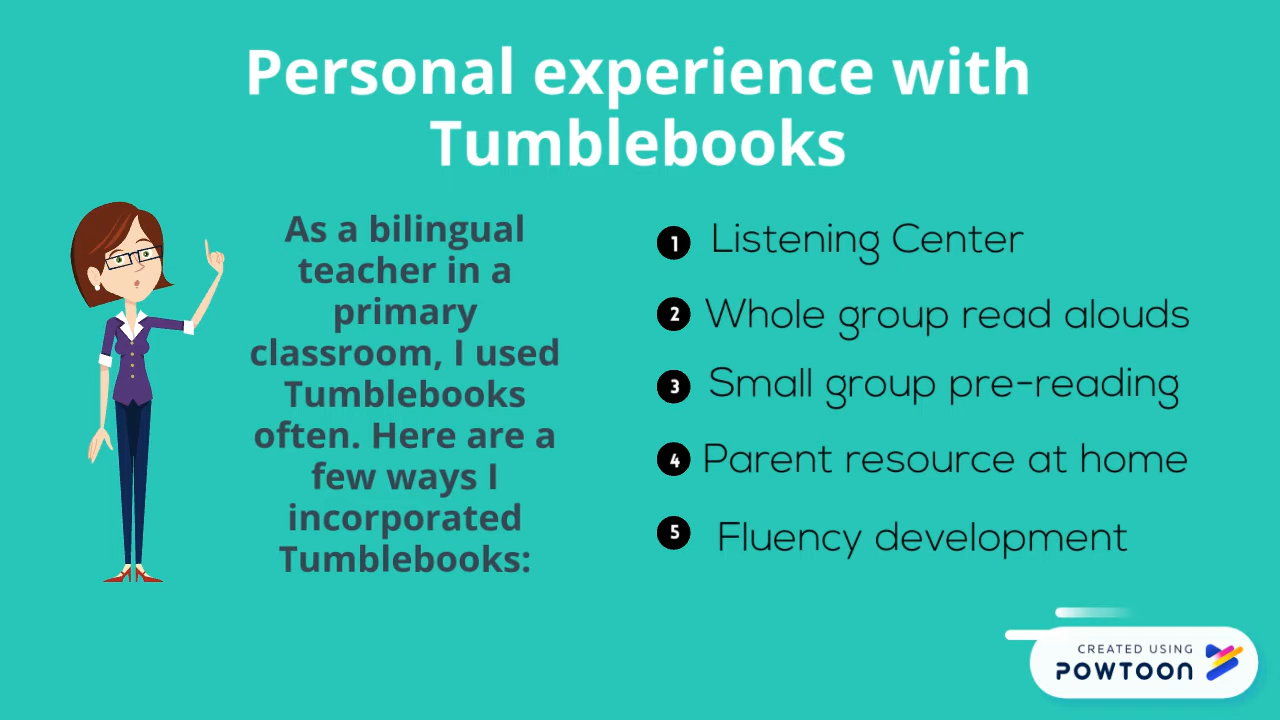 Personal experience with
Tumblebooks
As a bilingual
teacher in a
primary
classroom, I used
Tumblebooks
often. Here are a
few ways I
incorporated
Tumblebooks:
1 Listening Center
2 Whole group read alouds
3 Small group pre-reading
4 Parent resource at home
5 Fluency development
CREATED USING
POWTOON